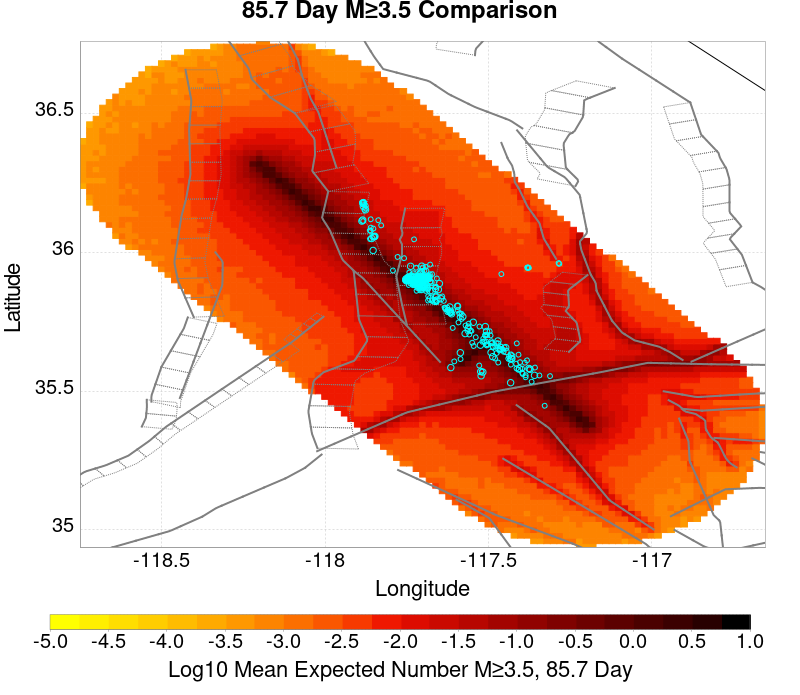 85.7 Day M≥3.5 Comparison
36.5
36
35.5
35
Latitude
-118.5 -118 -117.5 -117
Longitude
-5.0 -4.5 -4.0 -3.5 -3.0 -2.5 -2.0 -1.5 -1.0 -0.5 0.0 0.5 1.0
Log10 Mean Expected Number M≥3.5, 85.7 Day